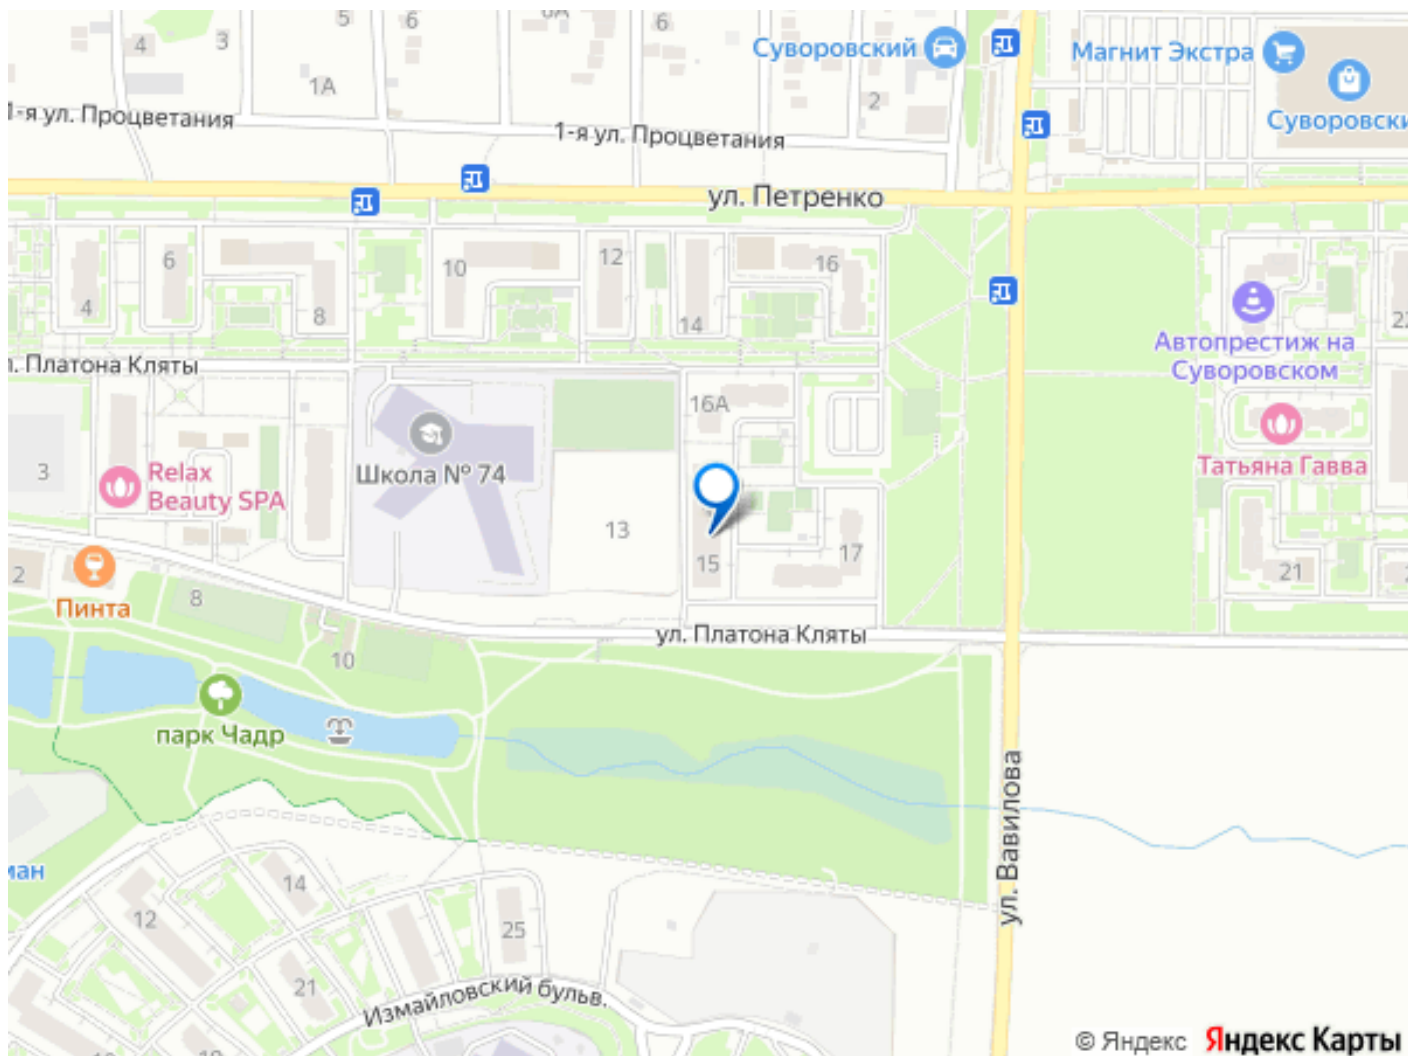 5
6
6А
6
4
3
1А
2
Суворовский
Магнит Экстра
Суворовски
1-я ул. Процветания
1-я ул. Процветания
ул. Петренко
6
4
8
10
12
14
16
22
Автопрестиж на
Суворовском
л. Платона Кляты
16А
Татьяна Гавва
3
Relax
Beauty SPA
Школа № 74
13
15
17
21
2
Пинта
8
10
ул. Платона Кляты
парк Чадр
ул. Вавилова
ман
14
12
25
21
Измайловский бульв.
© Яндекс Яндекс Карты